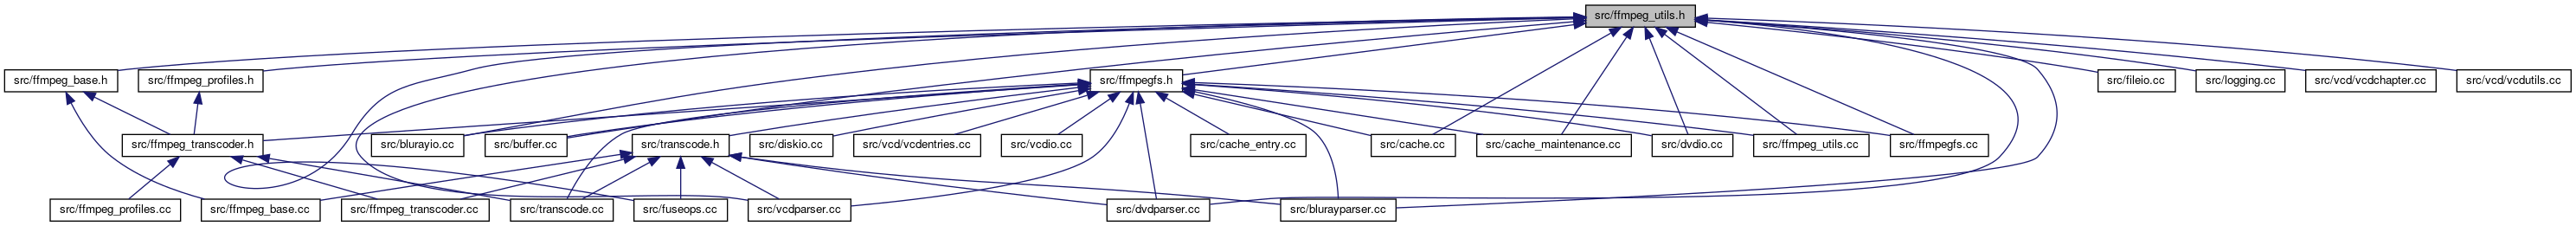 src/ffmpeg_utils.h
src/ffmpeg_base.h
src/ffmpeg_profiles.h
src/ffmpegfs.h
src/fileio.cc
src/logging.cc
src/vcd/vcdchapter.cc
src/vcd/vcdutils.cc
src/ffmpeg_transcoder.h
src/blurayio.cc
src/buffer.cc
src/transcode.h
src/diskio.cc
src/vcd/vcdentries.cc
src/vcdio.cc
src/cache_entry.cc
src/cache.cc
src/cache_maintenance.cc
src/dvdio.cc
src/ffmpeg_utils.cc
src/ffmpegfs.cc
src/ffmpeg_profiles.cc
src/ffmpeg_base.cc
src/ffmpeg_transcoder.cc
src/transcode.cc
src/fuseops.cc
src/vcdparser.cc
src/dvdparser.cc
src/blurayparser.cc